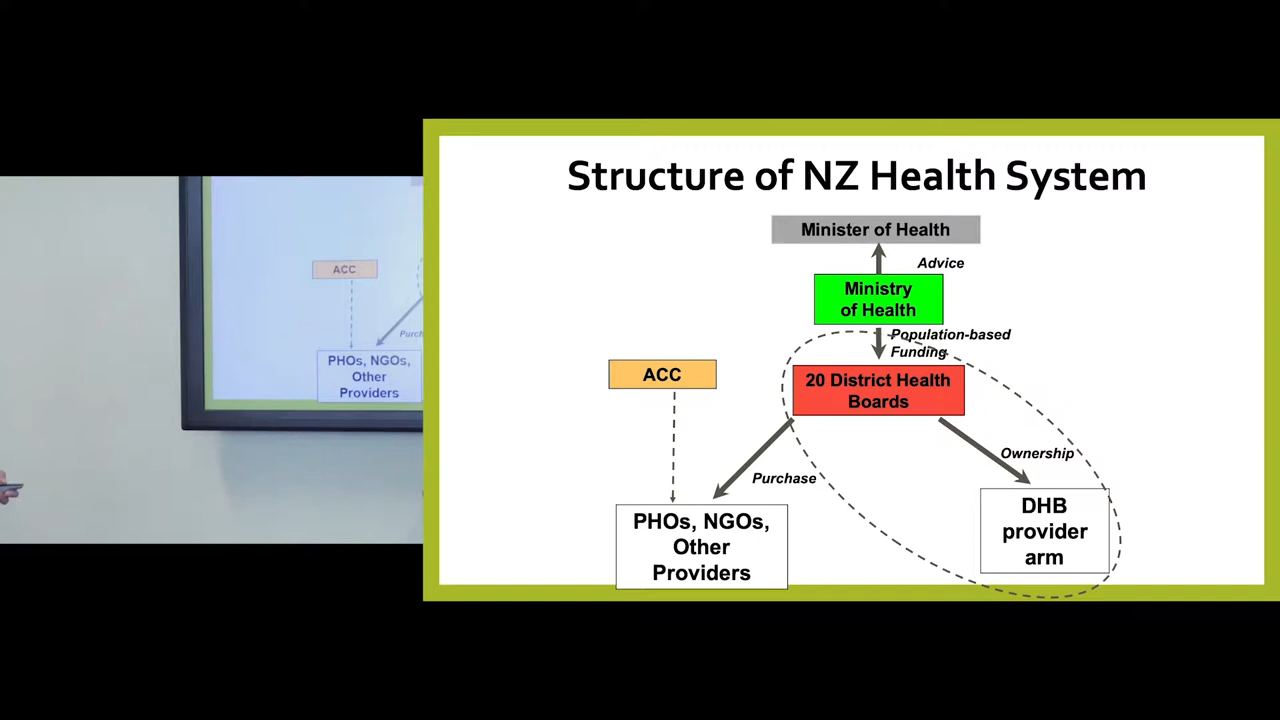 Structure of NZ Health System
Minister of Health
Advice
Ministry
of Health
Population-based
Funding
ACC
20 District Health
Boards
Ownership
Purchase
PHOs, NGOs,
Other
Providers
DHB
provider
arm
ACC
Purch
PHOs, NGOs,
Other
Providers